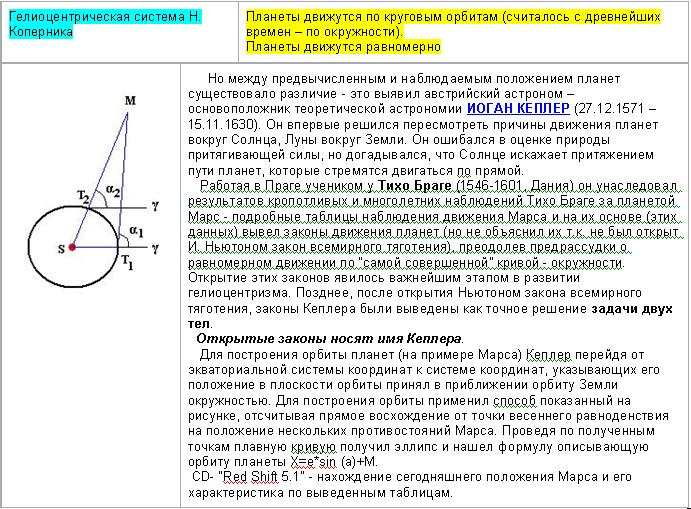 Гелиоцентрическая система Н.
Коперника
Планеты движутся по круговым орбитам (считалось с древнейших
времен – по окружности).
Планеты движутся равномерно
M
T2
α2
γ
S
α1
γ
T1
Но между предвычисленным и наблюдаемым положением планет
существовало различие - это выявил австрийский астроном –
основоположник теоретической астрономии ИОГАН КЕПЛЕР (27.12.1571 –
15.11.1630). Он впервые решился пересмотреть причины движения планет
вокруг Солнца, Луны вокруг Земли. Он ошибался в оценке природы
притягивающей силы, но догадывался, что Солнце искажает притяжением
пути планет, которые стремятся двигаться по прямой.
Работая в Праге учеником у Тихо Браге (1546-1601, Дания) он унаследовал
результатов кропотливых и многолетних наблюдений Тихо Браге за планетой
Марс - подробные таблицы наблюдения движения Марса и на их основе (этих
данных) вывел законы движения планет (но не объяснил их т.к. не был открыт
И. Ньютоном закон всемирного тяготения), преодолев предрассудки о
равномерном движении по "самой совершенной" кривой - окружности.
Открытие этих законов явилось важнейшим этапом в развитии
гелиоцентризма. Позднее, после открытия Ньютоном закона всемирного
тяготения, законы Кеплера были выведены как точное решение задачи двух
тел.
Открытые законы носят имя Кеплера.
Для построения орбиты планет (на примере Марса) Кеплер перейдя от
экваториальной системы координат к системе координат, указывающих его
положение в плоскости орбиты принял в приближении орбиту Земли
окружностью. Для построения орбиты применил способ показанный на
рисунке, отсчитывая прямое восхождение от точки весеннего равноденствия
на положение нескольких противостояний Марса. Проведя по полученным
точкам плавную кривую получил эллипс и нашел формулу описывающую
орбиту планеты X=e*sin (a)+M.
CD- "Red Shift 5.1" - нахождение сегодняшнего положения Марса и его
характеристика по выведенным таблицам.